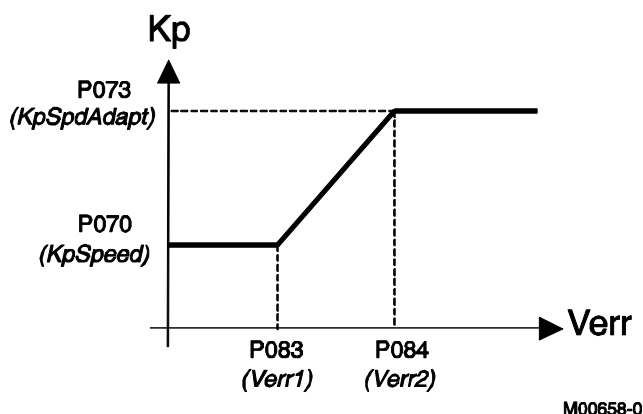 Kp
P073
(KpSpdAdapt)
P070
(KpSpeed)
Verr
P083
(Verr1)
P084
(Verr2)
M00658-0